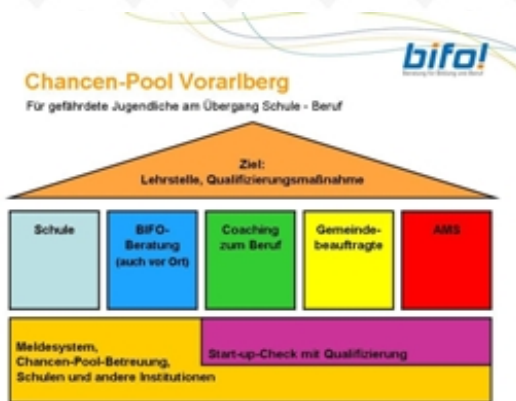 bifo!
Beratung für Bildung und Beruf
Chancen-Pool Vorarlberg
Für gefährdete Jugendliche am Übergang Schule - Beruf
Ziel:
Lehrstelle, Qualifizierungsmaßnahme
Schule
BIFO-
Beratung
(auch vor Ort)
Coaching
zum Beruf
Gemeinde-
beauftragte
AMS
Meldesystem,
Chancen-Pool-Betreuung,
Schulen und andere Institutionen
Start-up-Check mit Qualifizierung